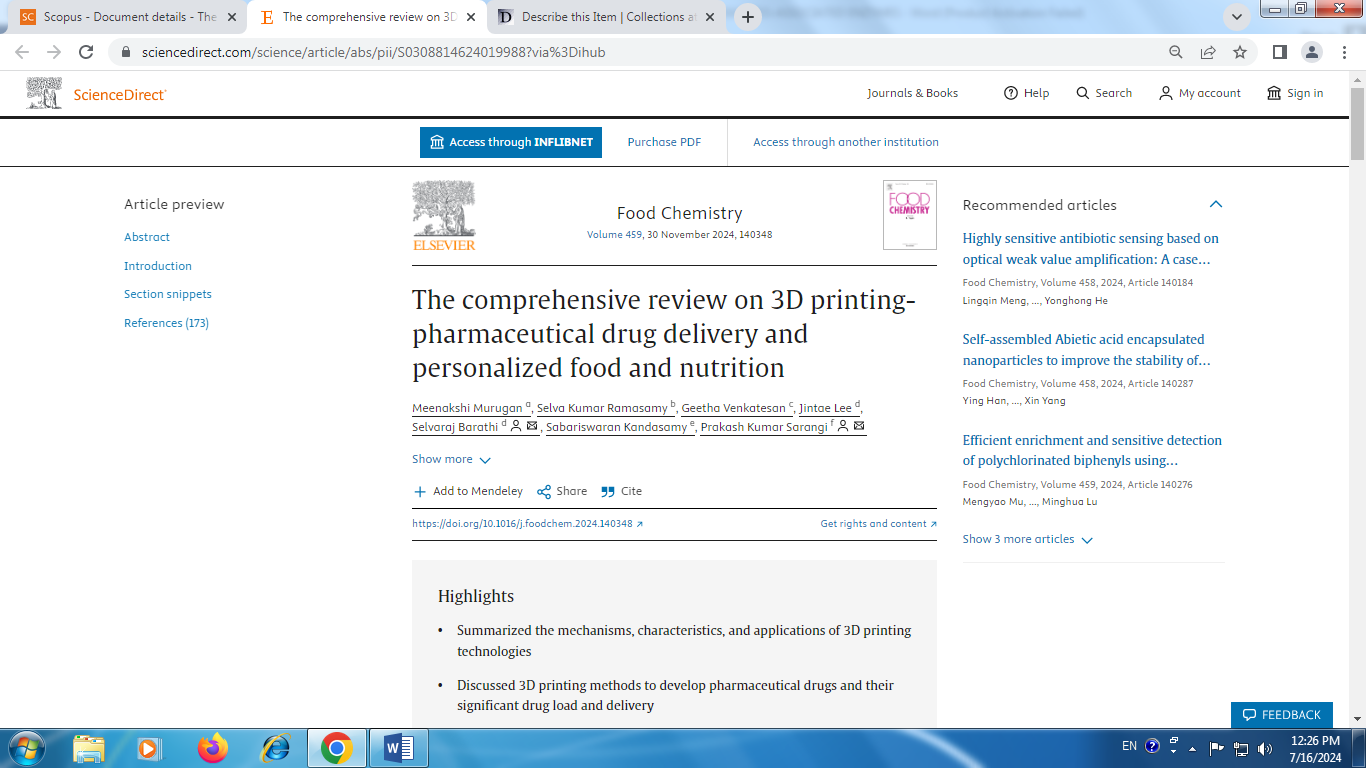 Scopus - Document details - The
The comprehensive review on 3D
Describe this Item | Collections a
sciencedirect.com/science/article/abs/pii/S0308814624019988?via%3Dihub
ScienceDirect
Journals & Books
Help
Search
My account
Sign in
Access through INFLIBNET
Purchase PDF
Access through another institution
Article preview
Abstract
Introduction
Section snippets
References (173)
ELSEVIER
Food Chemistry
Volume 459, 30 November 2024, 140348
FOOD
CHEMISTRY
The comprehensive review on 3D printing-
pharmaceutical drug delivery and
personalized food and nutrition
Meenakshi Murugan a, Selva Kumar Ramasamy b, Geetha Venkatesan c, Jintae Lee d,
Selvaraj Barathi d, Sabariswaran Kandasamy e, Prakash Kumar Sarangi f
Show more
Add to Mendeley
Share
Cite
https://doi.org/10.1016/j.foodchem.2024.140348
Get rights and content
Highlights
• Summarized the mechanisms, characteristics, and applications of 3D printing
technologies
• Discussed 3D printing methods to develop pharmaceutical drugs and their
significant drug load and delivery
Recommended articles
Highly sensitive antibiotic sensing based on
optical weak value amplification: A case…
Food Chemistry, Volume 458, 2024, Article 140184
Lingqin Meng, …, Yonghong He
Self-assembled Abietic acid encapsulated
nanoparticles to improve the stability of…
Food Chemistry, Volume 458, 2024, Article 140287
Ying Han, …, Xin Yang
Efficient enrichment and sensitive detection
of polychlorinated biphenyls using…
Food Chemistry, Volume 459, 2024, Article 140276
Mengyao Mu, …, Minghua Lu
Show 3 more articles
FEEDBACK
EN
12:26 PM
7/16/2024